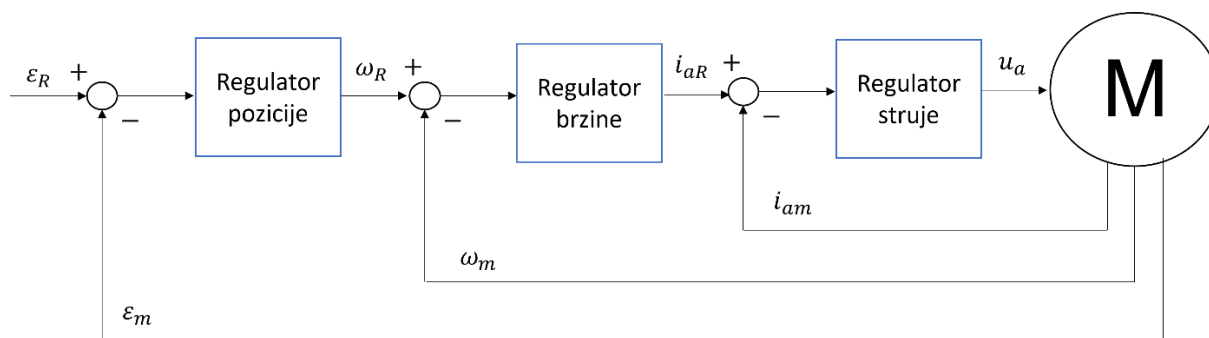 ε_R
+
−
Regulator
pozicije
ω_R
+
−
Regulator
brzine
i_aR
+
−
Regulator
struje
u_a
M
i_am
ω_m
ε_m